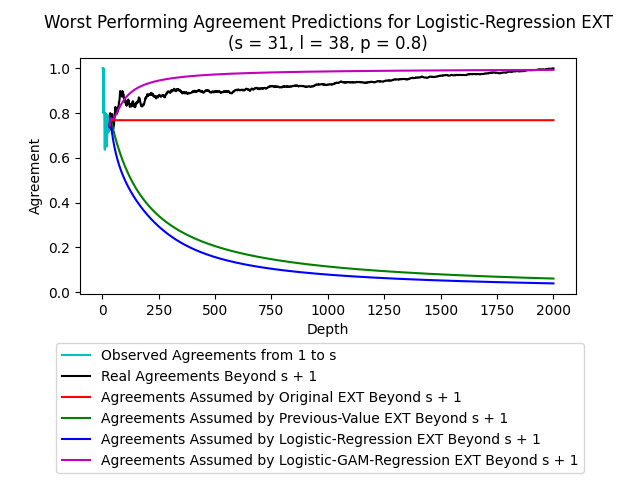 Worst Performing Agreement Predictions for Logistic-Regression EXT
(s = 31, l = 38, p = 0.8)
1.0
0.8
0.6
0.4
0.2
0.0
Agreement
0 250 500 750 1000 1250 1500 1750 2000
Depth
Observed Agreements from 1 to s
Real Agreements Beyond s + 1
Agreements Assumed by Original EXT Beyond s + 1
Agreements Assumed by Previous-Value EXT Beyond s + 1
Agreements Assumed by Logistic-Regression EXT Beyond s + 1
Agreements Assumed by Logistic-GAM-Regression EXT Beyond s + 1